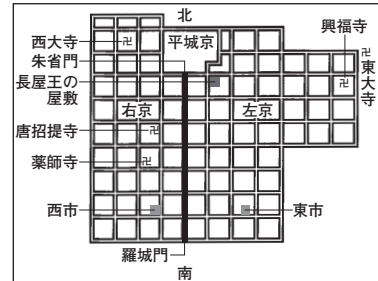 北
西大寺
平城京
興福寺
朱省門
東大寺
長屋王の
屋敷
右京
左京
唐招提寺
薬師寺
西市
東市
羅城門
南